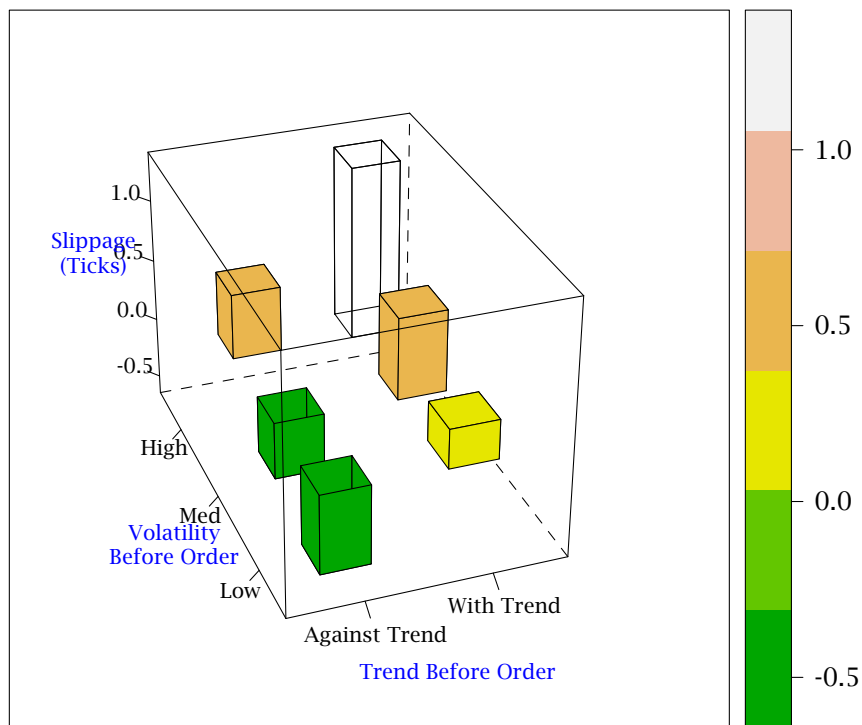 1.0
Slippage
0.5
(Ticks)
0.0
-0.5
High
Med
Volatility
Before Order
Low
With Trend
Against Trend
Trend Before Order
1.0
0.5
0.0
-0.5